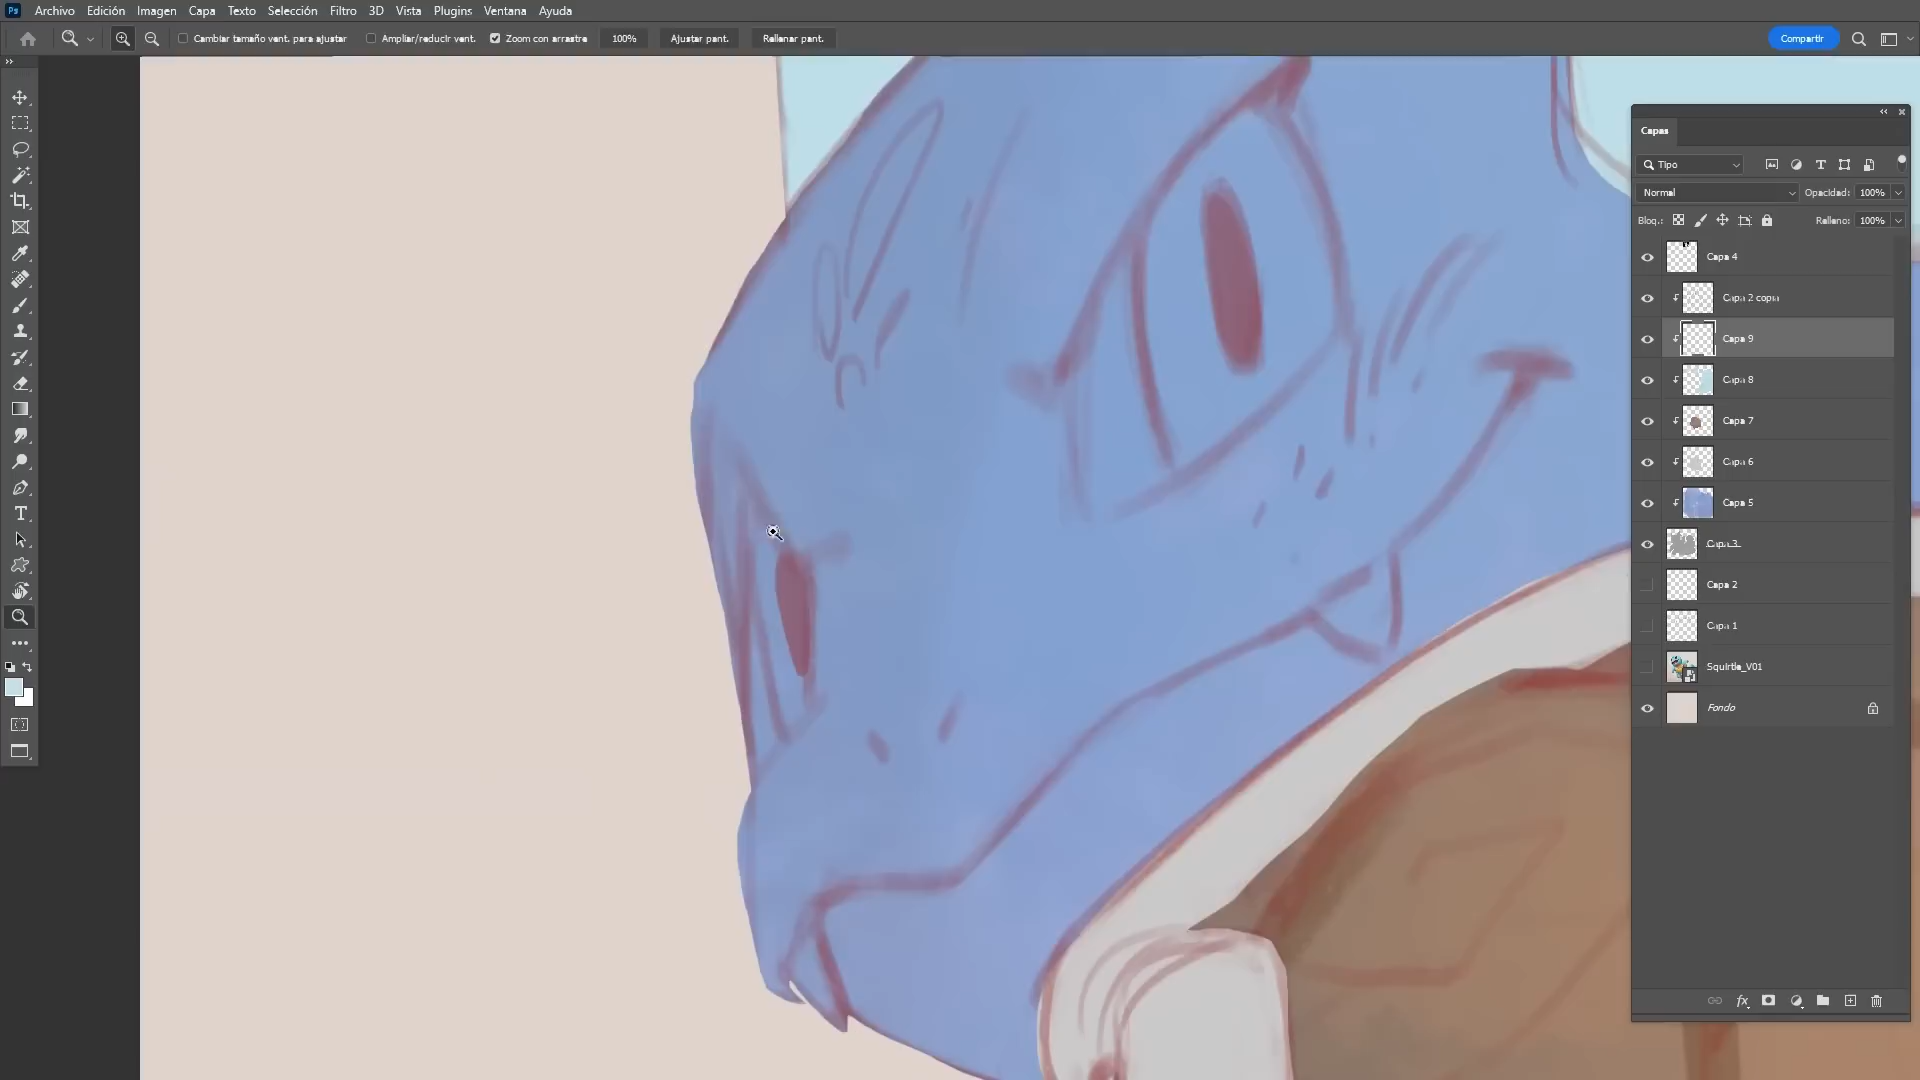 Ps Archivo Edición Imagen Capa Texto Selección Filtro 3D Vista Plugins Ventana Ayuda
Cambiar tamaño vent. para ajustar Ampliar/reducir vent. Zoom con arrastre 100% Ajustar pant. Rellenar pant. Compartir
Capas
Tipo
Normal Opacidad: 100%
Bloq.: Relleno: 100%
Capa 4
Capa 2 copia
Capa 9
Capa 8
Capa 7
Capa 6
Capa 5
Capa 3
Capa 2
Capa 1
Squirtle_V01
Fondo